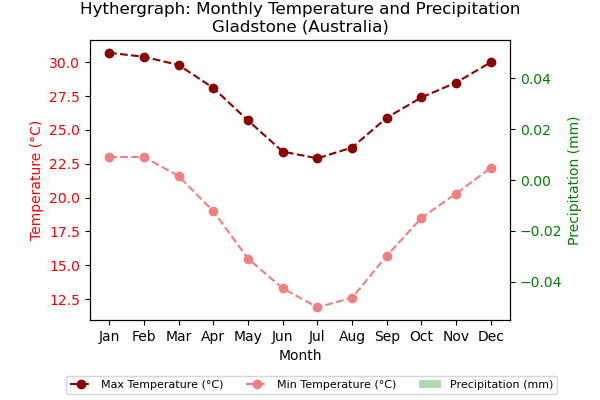 Hythergraph: Monthly Temperature and Precipitation
Gladstone (Australia)
30.0
27.5
25.0
22.5
20.0
17.5
15.0
12.5
Temperature (°C)
0.04
0.02
0.00
−0.02
−0.04
Precipitation (mm)
Jan Feb Mar Apr May Jun Jul Aug Sep Oct Nov Dec
Month
Max Temperature (°C) Min Temperature (°C) Precipitation (mm)